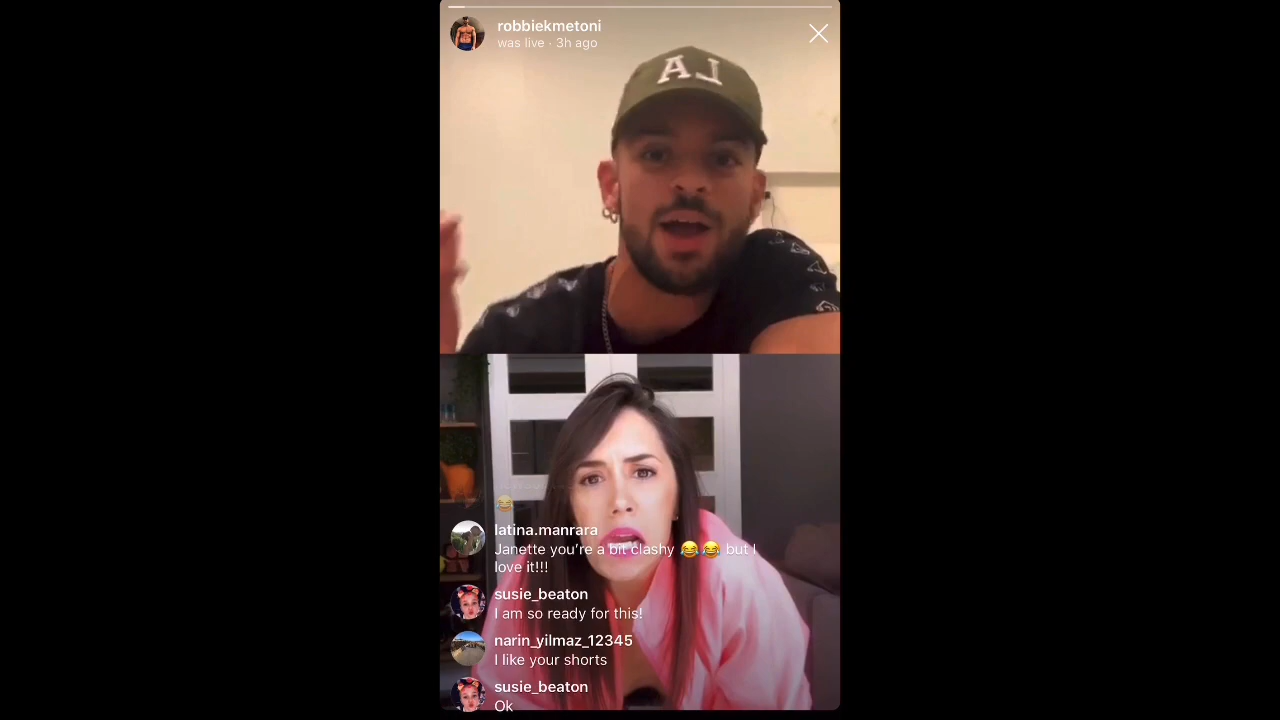 robbiekmetoni
was live · 3h ago
LA
latina.manrara
Janette you’re a bit clashy 😂😂 but I
love it!!!
susie_beaton
I am so ready for this!
narin_yilmaz_12345
I like your shorts
susie_beaton
Ok